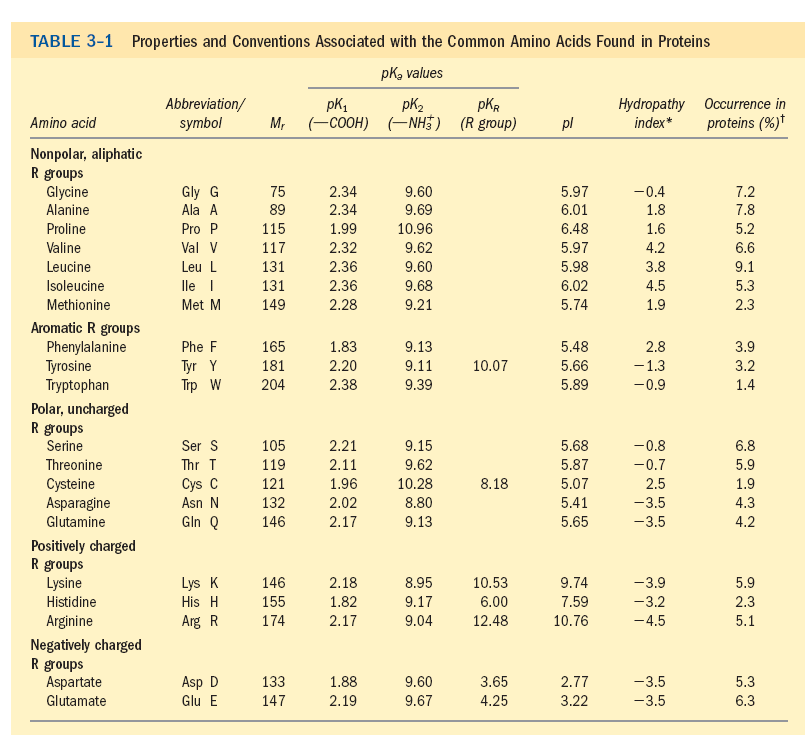 TABLE 3–1 Properties and Conventions Associated with the Common Amino Acids Found in Proteins
pKa values
Abbreviation/ pK1 pK2 pKR Hydropathy Occurrence in
Amino acid symbol Mr (—COOH) (—NH3+) (R group) pI index* proteins (%)†
Nonpolar, aliphatic
R groups
Glycine Gly G 75 2.34 9.60 5.97 −0.4 7.2
Alanine Ala A 89 2.34 9.69 6.01 1.8 7.8
Proline Pro P 115 1.99 10.96 6.48 1.6 5.2
Valine Val V 117 2.32 9.62 5.97 4.2 6.6
Leucine Leu L 131 2.36 9.60 5.98 3.8 9.1
Isoleucine Ile I 131 2.36 9.68 6.02 4.5 5.3
Methionine Met M 149 2.28 9.21 5.74 1.9 2.3
Aromatic R groups
Phenylalanine Phe F 165 1.83 9.13 5.48 2.8 3.9
Tyrosine Tyr Y 181 2.20 9.11 10.07 5.66 −1.3 3.2
Tryptophan Trp W 204 2.38 9.39 5.89 −0.9 1.4
Polar, uncharged
R groups
Serine Ser S 105 2.21 9.15 5.68 −0.8 6.8
Threonine Thr T 119 2.11 9.62 5.87 −0.7 5.9
Cysteine Cys C 121 1.96 10.28 8.18 5.07 2.5 1.9
Asparagine Asn N 132 2.02 8.80 5.41 −3.5 4.3
Glutamine Gln Q 146 2.17 9.13 5.65 −3.5 4.2
Positively charged
R groups
Lysine Lys K 146 2.18 8.95 10.53 9.74 −3.9 5.9
Histidine His H 155 1.82 9.17 6.00 7.59 −3.2 2.3
Arginine Arg R 174 2.17 9.04 12.48 10.76 −4.5 5.1
Negatively charged
R groups
Aspartate Asp D 133 1.88 9.60 3.65 2.77 −3.5 5.3
Glutamate Glu E 147 2.19 9.67 4.25 3.22 −3.5 6.3